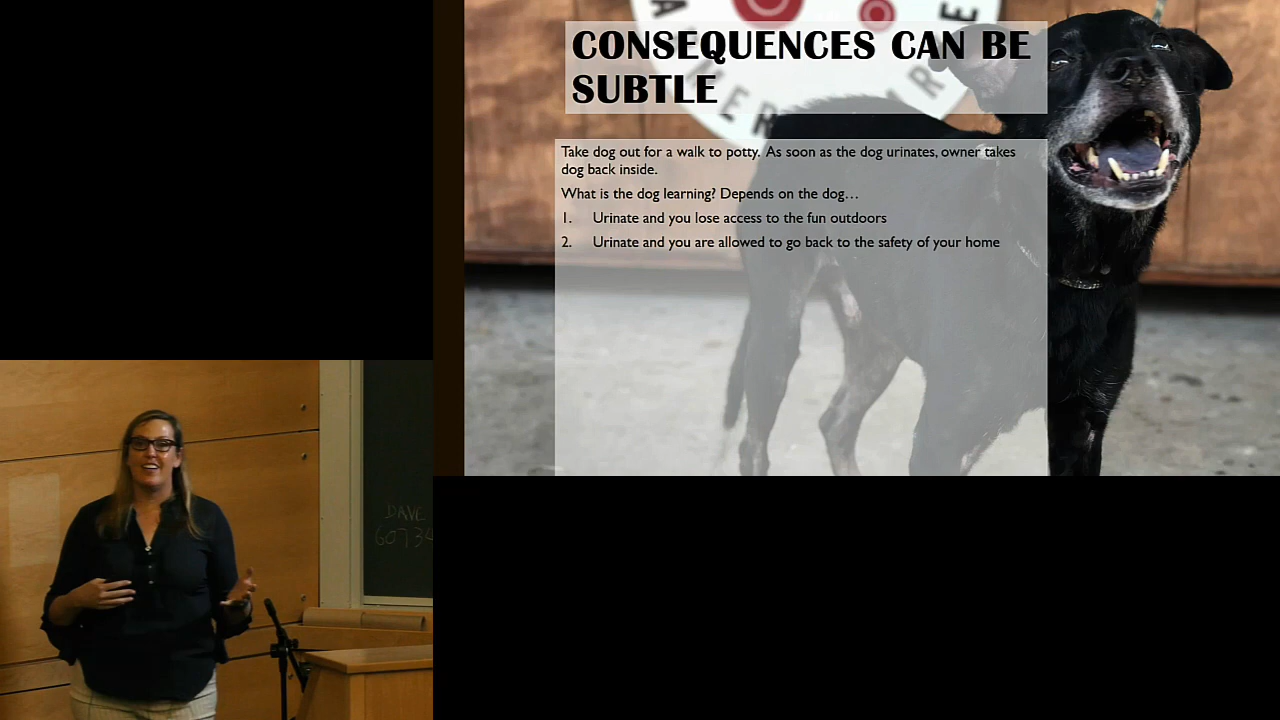 CONSEQUENCES CAN BE
SUBTLE
Take dog out for a walk to potty. As soon as the dog urinates, owner takes
dog back inside.
What is the dog learning? Depends on the dog…
1. Urinate and you lose access to the fun outdoors
2. Urinate and you are allowed to go back to the safety of your home
DAVE